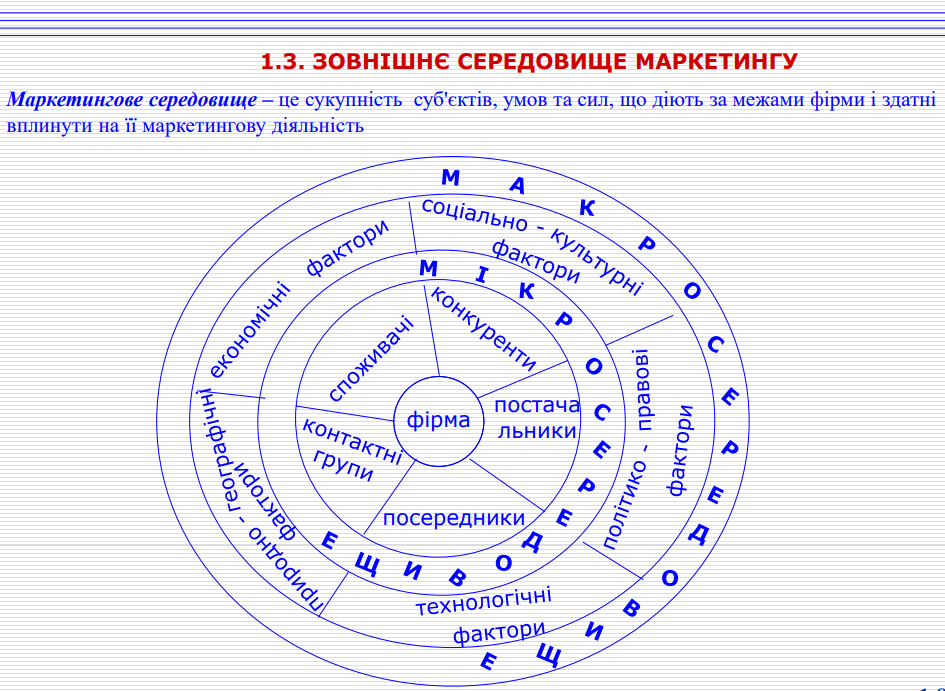 1.3. ЗОВНІШНЄ СЕРЕДОВИЩЕ МАРКЕТИНГУ
Маркетингове середовище – це сукупність суб'єктів, умов та сил, що діють за межами фірми і здатні
вплинути на її маркетингову діяльність
МАКРОСЕРЕДОВИЩЕ
соціально - культурні
фактори
економічні фактори
МІКРОСЕРЕДОВИЩЕ
конкуренти
споживачі
політико - правові
фактори
фірма
постача
льники
контактні
групи
природно - географічні
фактори
посередники
технологічні
фактори